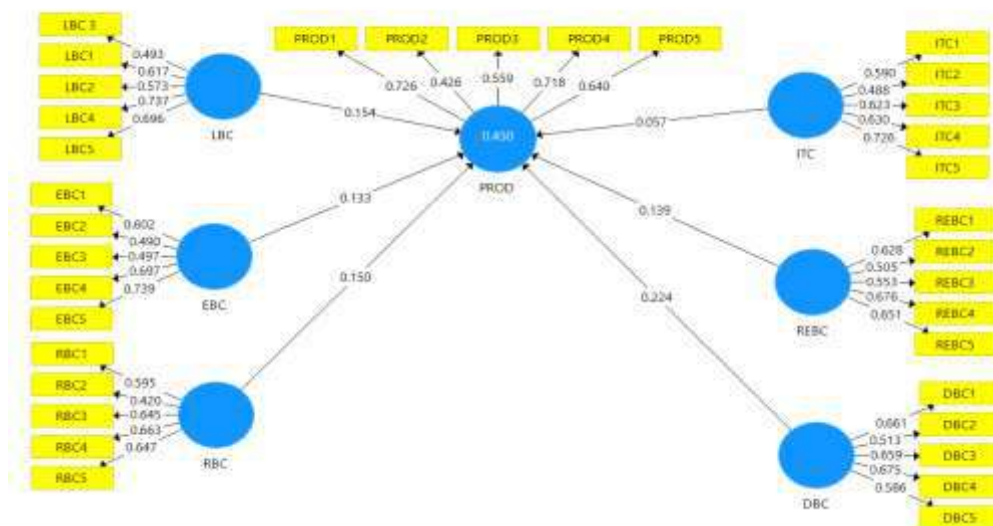 LBC 3
LBC1
LBC2
LBC4
LBC5
0.493
0.617
0.573
0.737
0.696
LBC
0.154
PROD1
PROD2
PROD3
PROD4
PROD5
0.726
0.426
0.559
0.718
0.640
PROD
ITC1
ITC2
ITC3
ITC4
ITC5
0.590
0.488
0.623
0.630
0.726
ITC
0.057
EBC1
EBC2
EBC3
EBC4
EBC5
0.602
0.490
0.497
0.697
0.739
EBC
0.133
REBC1
REBC2
REBC3
REBC4
REBC5
0.628
0.505
0.553
0.676
0.651
REBC
0.139
RBC1
RBC2
RBC3
RBC4
RBC5
0.595
0.420
0.645
0.663
0.647
RBC
0.150
DBC1
DBC2
DBC3
DBC4
DBC5
0.661
0.513
0.659
0.675
0.586
DBC
0.224